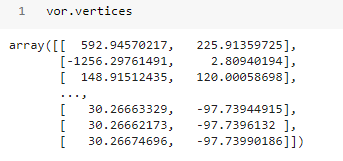 1 vor.vertices
array([[ 592.94570217, 225.91359725],
[-1256.29761491, 2.80940194],
[ 148.91512435, 120.00058698],
...,
[ 30.26663329, -97.73944915],
[ 30.26662173, -97.7396132 ],
[ 30.26674696, -97.73990186]])